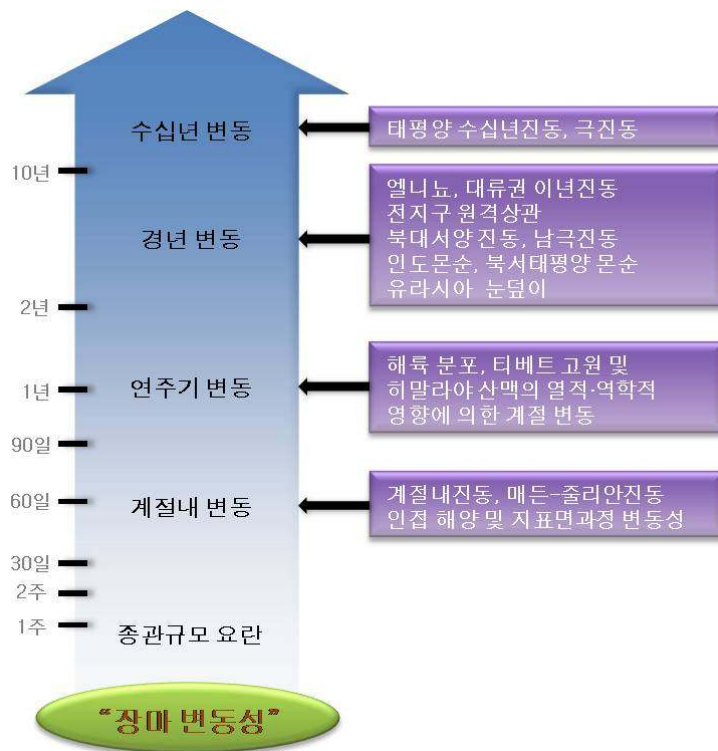 수십년 변동
태평양 수십년진동, 극진동
10년
엘니뇨, 대류권 이년진동
전지구 원격상관
북대서양 진동, 남극진동
인도몬순, 북서태평양 몬순
유라시아 눈덮이
경년 변동
2년
해륙 분포, 티베트 고원 및
히말라야 산맥의 열적·역학적
영향에 의한 계절 변동
연주기 변동
1년
90일
60일
계절내 변동
계절내진동, 매든-줄리안진동
인접 해양 및 지표면과정 변동성
30일
2주
1주
종관규모 요란
“장마 변동성”